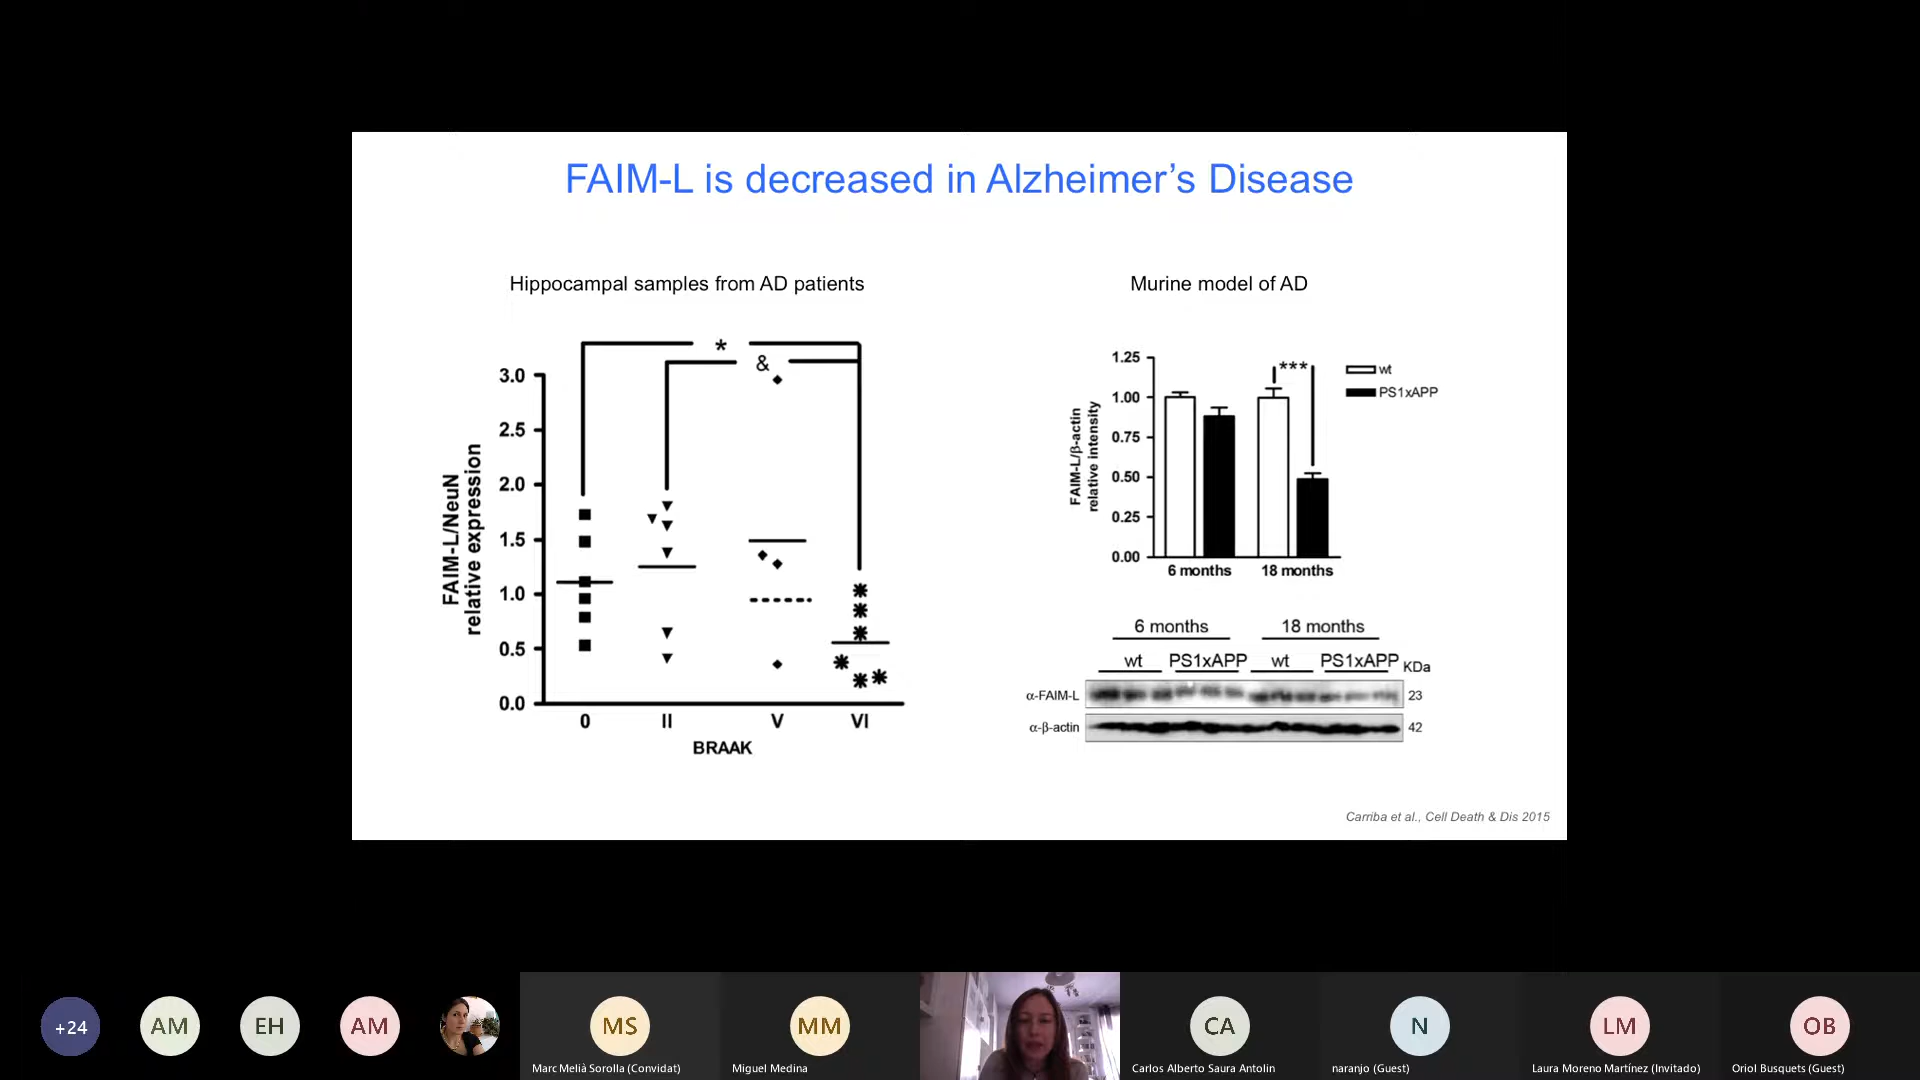 FAIM-L is decreased in Alzheimer’s Disease
Hippocampal samples from AD patients
*
&
3.0
2.5
2.0
1.5
1.0
0.5
0.0
FAIM-L/NeuN
relative expression
0 II V VI
BRAAK
Murine model of AD
1.25
1.00
0.75
0.50
0.25
0.00
FAIM-L/β-actin
relative intensity
***
wt
PS1xAPP
6 months 18 months
6 months 18 months
wt PS1xAPP wt PS1xAPP KDa
α-FAIM-L 23
α-β-actin 42
Carriba et al., Cell Death & Dis 2015
+24
AM
EH
AM
MS
Marc Melià Sorolla (Convidat)
MM
Miguel Medina
CA
Carlos Alberto Saura Antolin
N
naranjo (Guest)
LM
Laura Moreno Martínez (Invitado)
OB
Oriol Busquets (Guest)